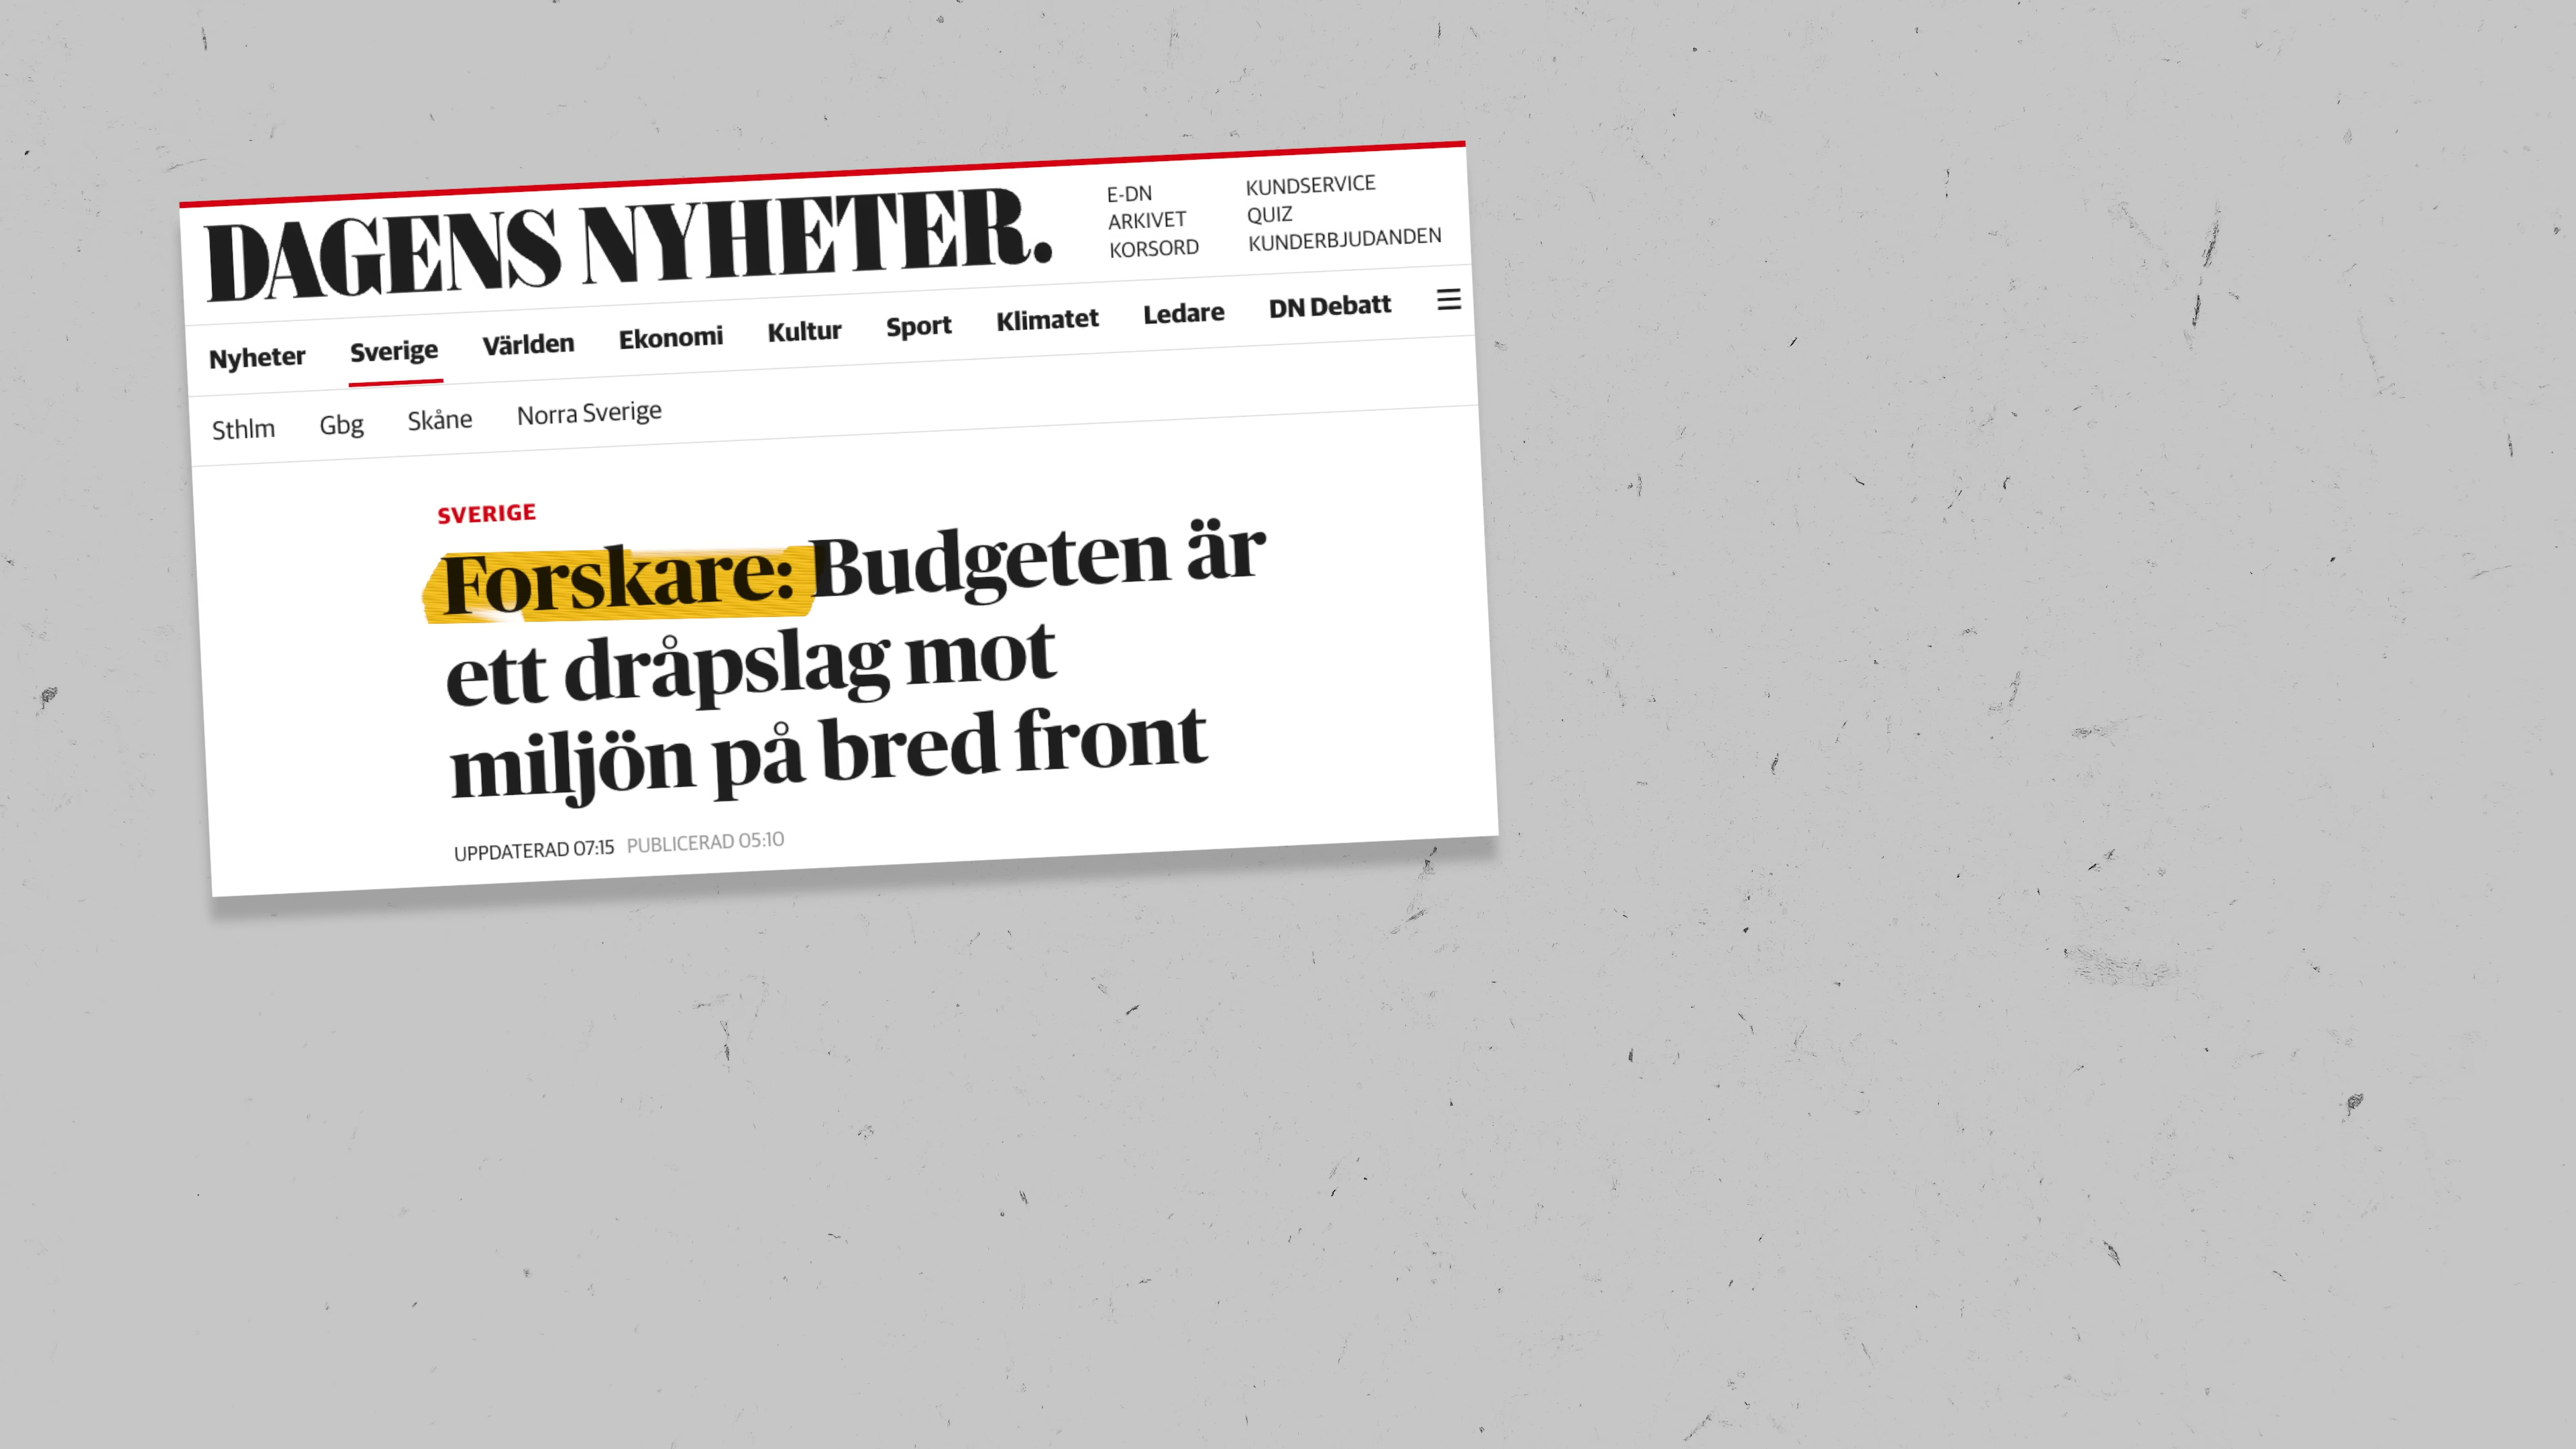 DAGENS NYHETER.
E-DN
ARKIVET
KORSORD
KUNDSERVICE
QUIZ
KUNDERBJUDANDEN
Nyheter Sverige Världen Ekonomi Kultur Sport Klimatet Ledare DN Debatt
Sthlm Gbg Skåne Norra Sverige
SVERIGE
Forskare: Budgeten är
ett dråpslag mot
miljön på bred front
UPPDATERAD 07:15 PUBLICERAD 05:10